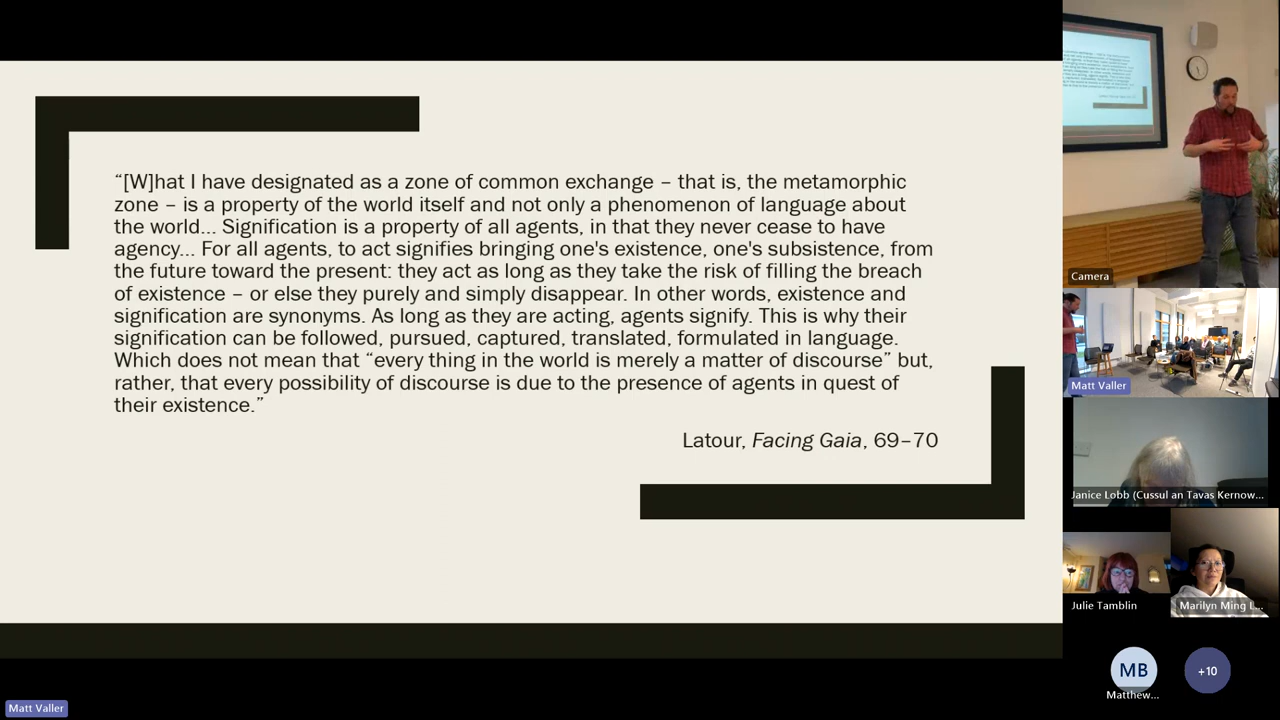 “[W]hat I have designated as a zone of common exchange – that is, the metamorphic
zone – is a property of the world itself and not only a phenomenon of language about
the world... Signification is a property of all agents, in that they never cease to have
agency... For all agents, to act signifies bringing one's existence, one's subsistence, from
the future toward the present: they act as long as they take the risk of filling the breach
of existence – or else they purely and simply disappear. In other words, existence and
signification are synonyms. As long as they are acting, agents signify. This is why their
signification can be followed, pursued, captured, translated, formulated in language.
Which does not mean that “every thing in the world is merely a matter of discourse” but,
rather, that every possibility of discourse is due to the presence of agents in quest of
their existence.”
Latour, Facing Gaia, 69–70
Matt Valler
Camera
Matt Valler
Janice Lobb (Cussul an Tavas Kernow...
Julie Tamblin
Marilyn Ming L...
MB
Matthew...
+10